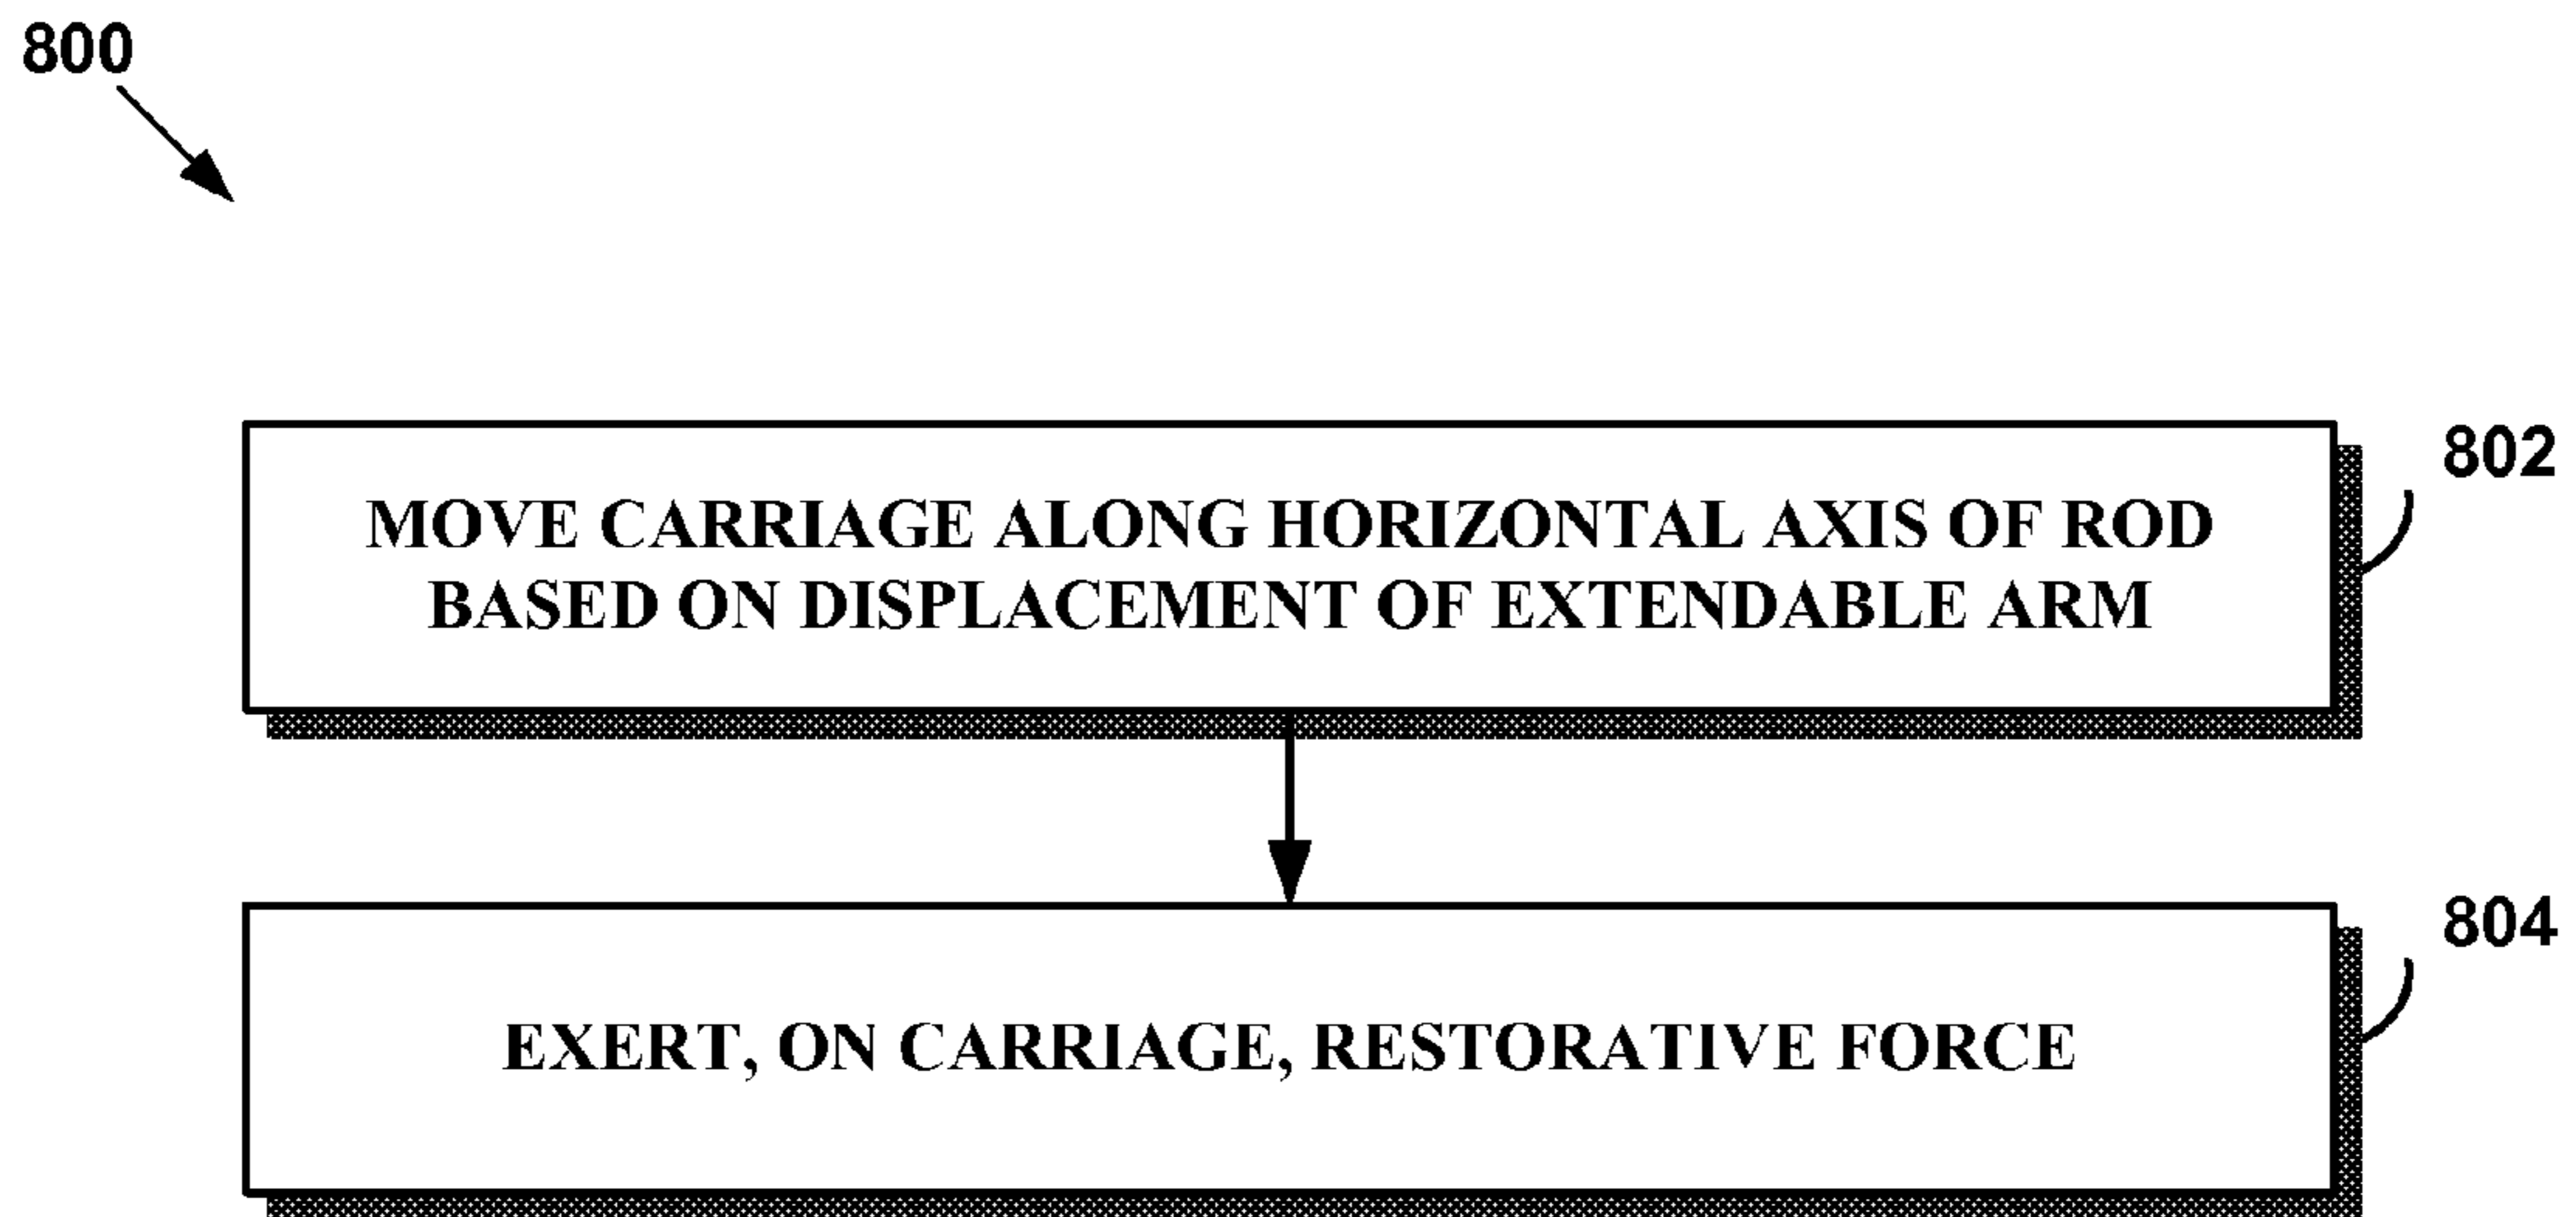 800
802
MOVE CARRIAGE ALONG HORIZONTAL AXIS OF ROD
BASED ON DISPLACEMENT OF EXTENDABLE ARM
804
EXERT, ON CARRIAGE, RESTORATIVE FORCE